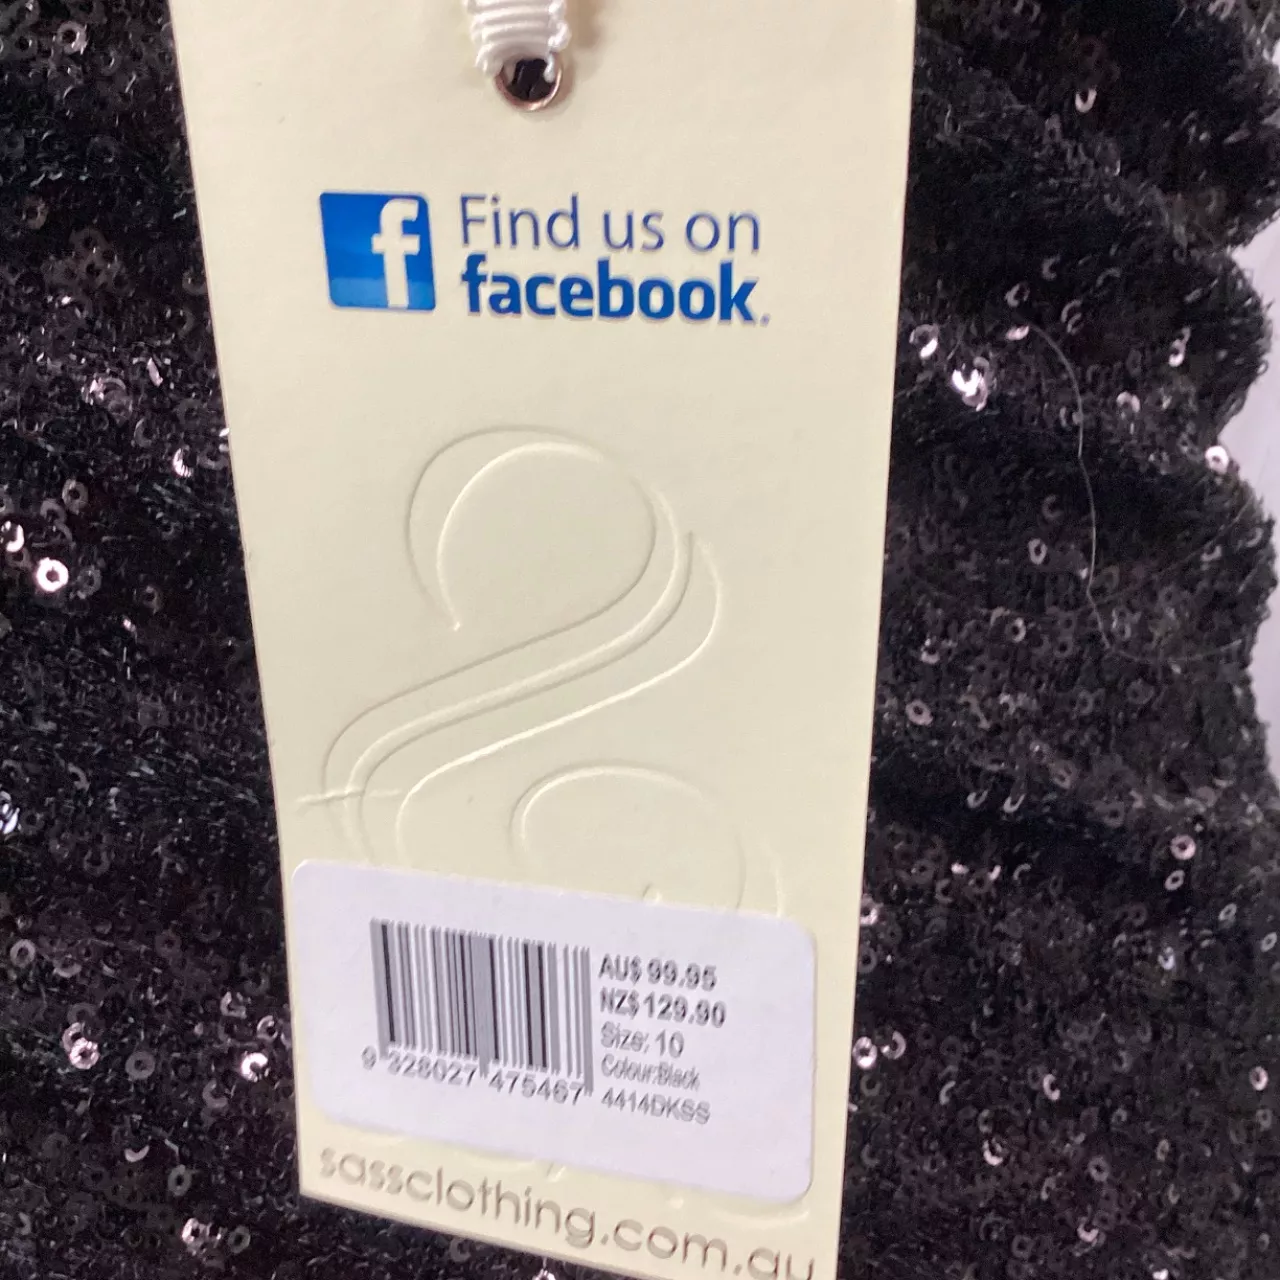 f Find us on
facebook.
AU$ 99.95
NZ$ 129.90
Size: 10
Colour:Black
4414DKSS
9 328027 475467
sassclothing.com.au